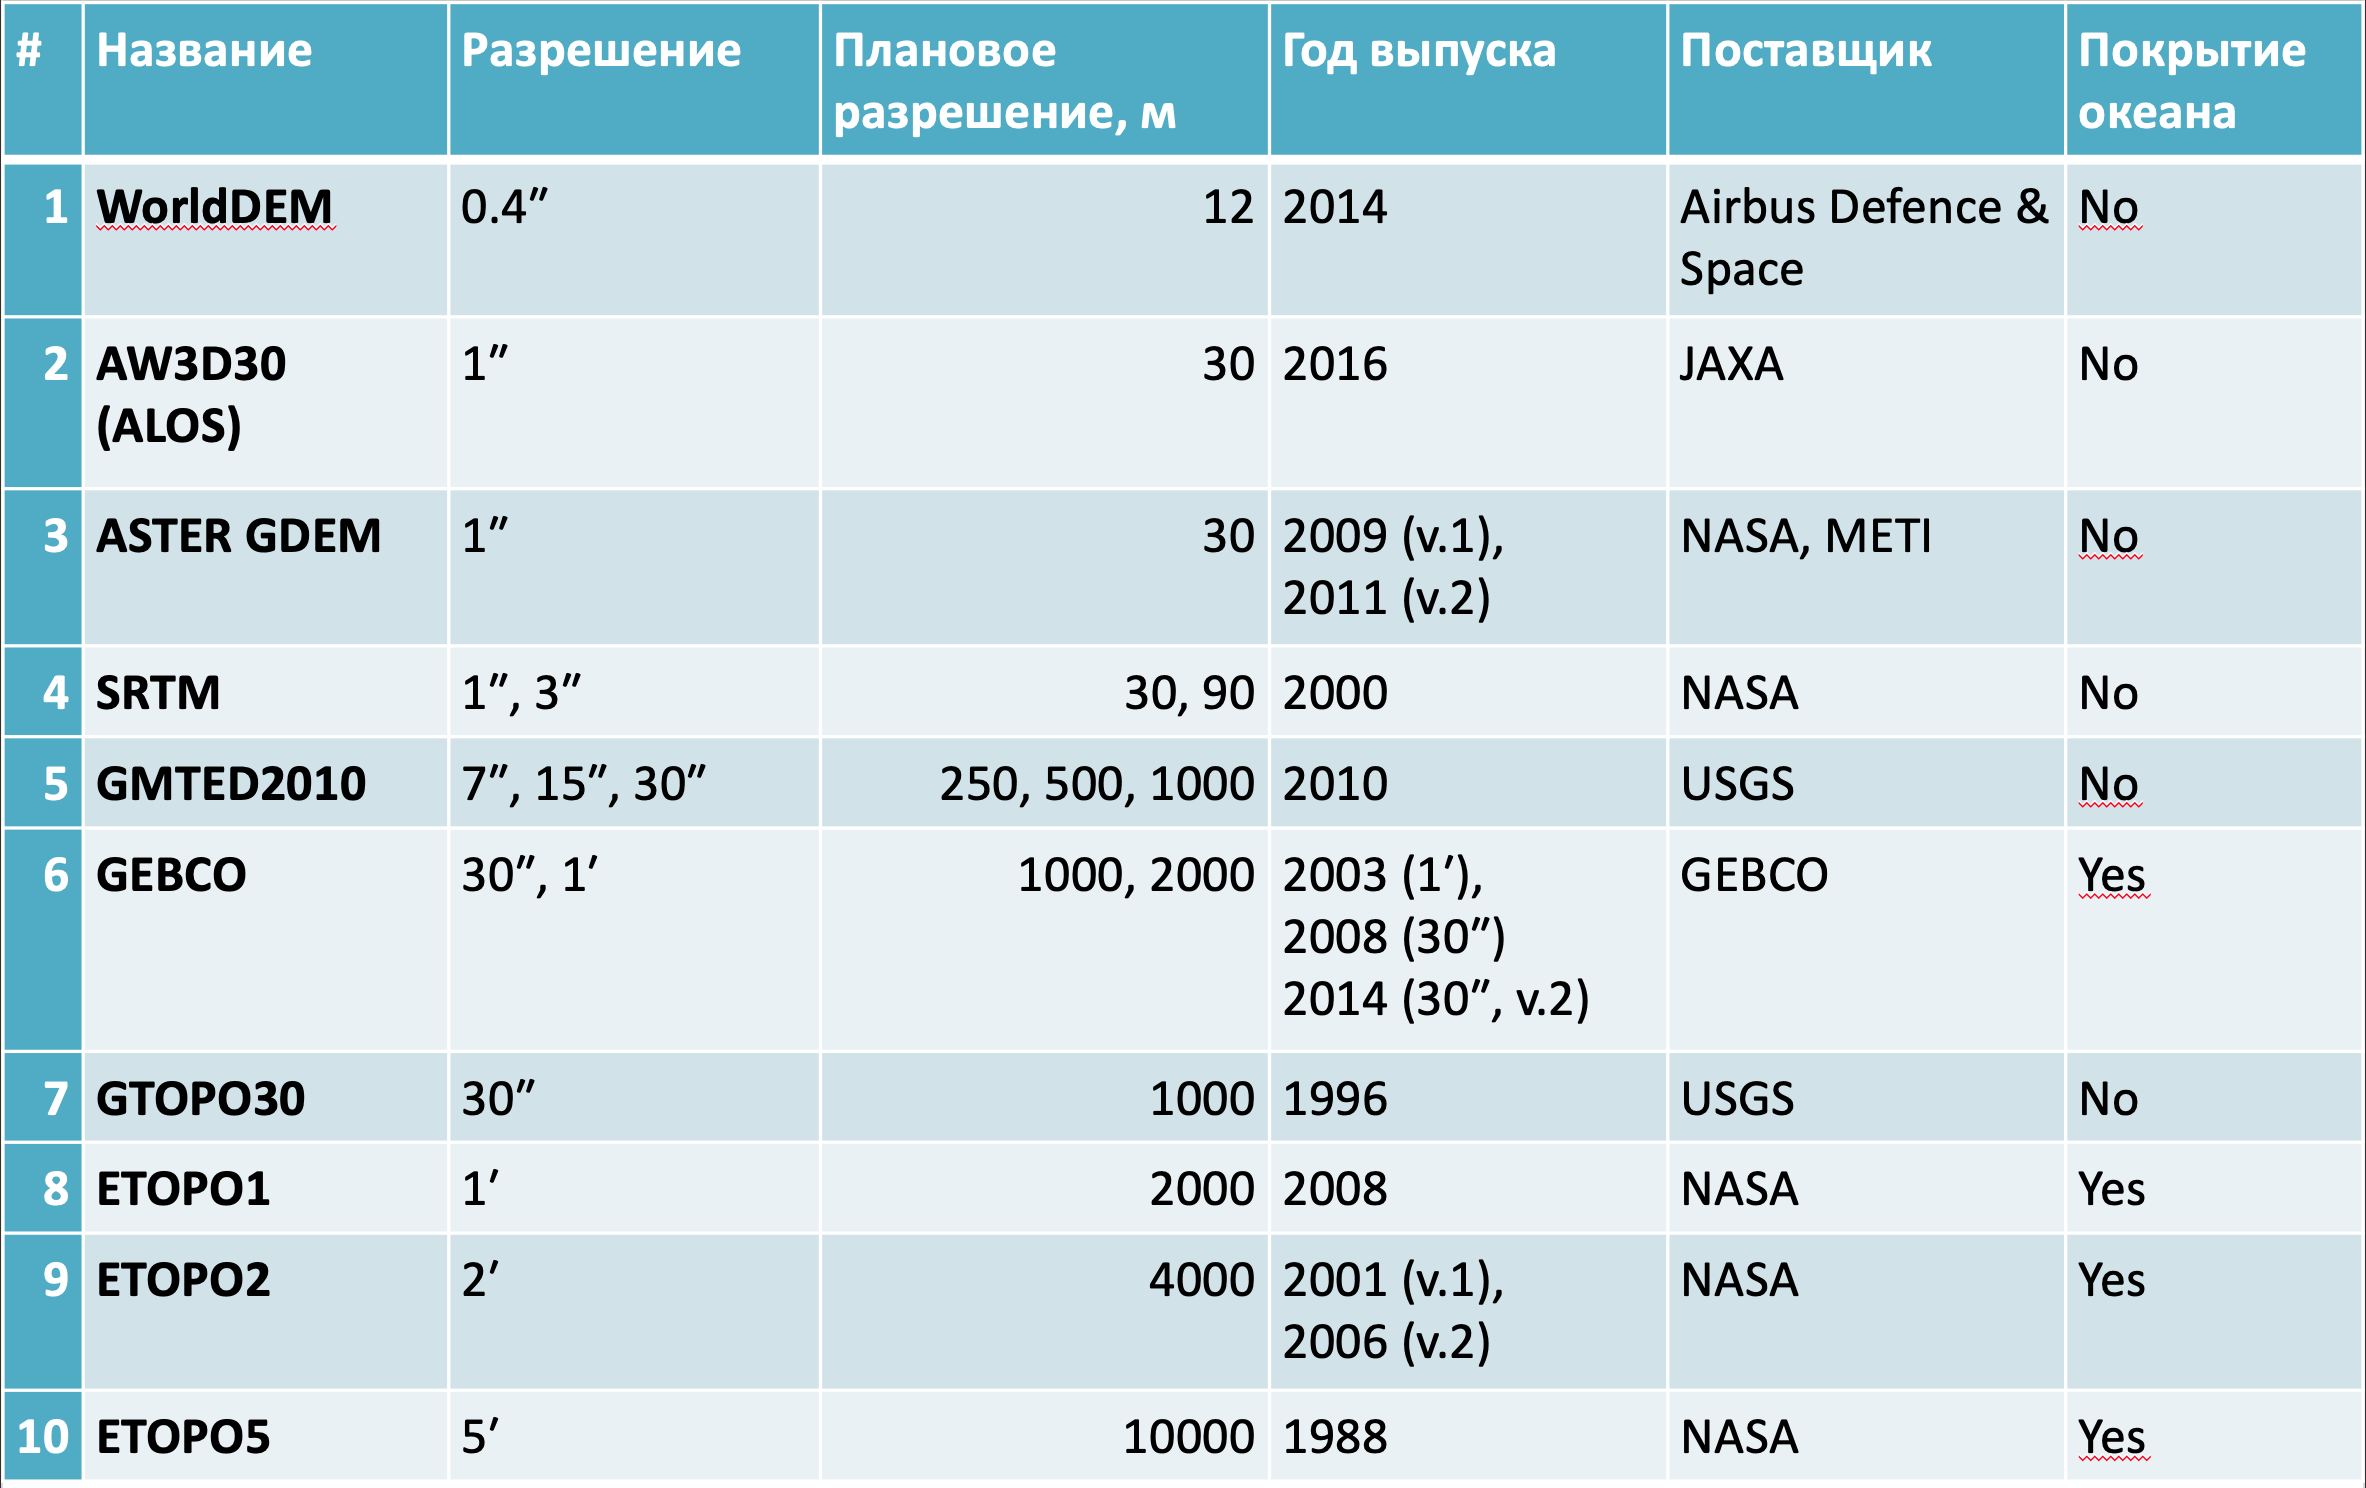 # Название Разрешение Плановое разрешение, м Год выпуска Поставщик Покрытие океана
1 WorldDEM 0.4″ 12 2014 Airbus Defence & Space No
2 AW3D30 (ALOS) 1″ 30 2016 JAXA No
3 ASTER GDEM 1″ 30 2009 (v.1), 2011 (v.2) NASA, METI No
4 SRTM 1″, 3″ 30, 90 2000 NASA No
5 GMTED2010 7″, 15″, 30″ 250, 500, 1000 2010 USGS No
6 GEBCO 30″, 1′ 1000, 2000 2003 (1′), 2008 (30″) 2014 (30″, v.2) GEBCO Yes
7 GTOPO30 30″ 1000 1996 USGS No
8 ETOPO1 1′ 2000 2008 NASA Yes
9 ETOPO2 2′ 4000 2001 (v.1), 2006 (v.2) NASA Yes
10 ETOPO5 5′ 10000 1988 NASA Yes